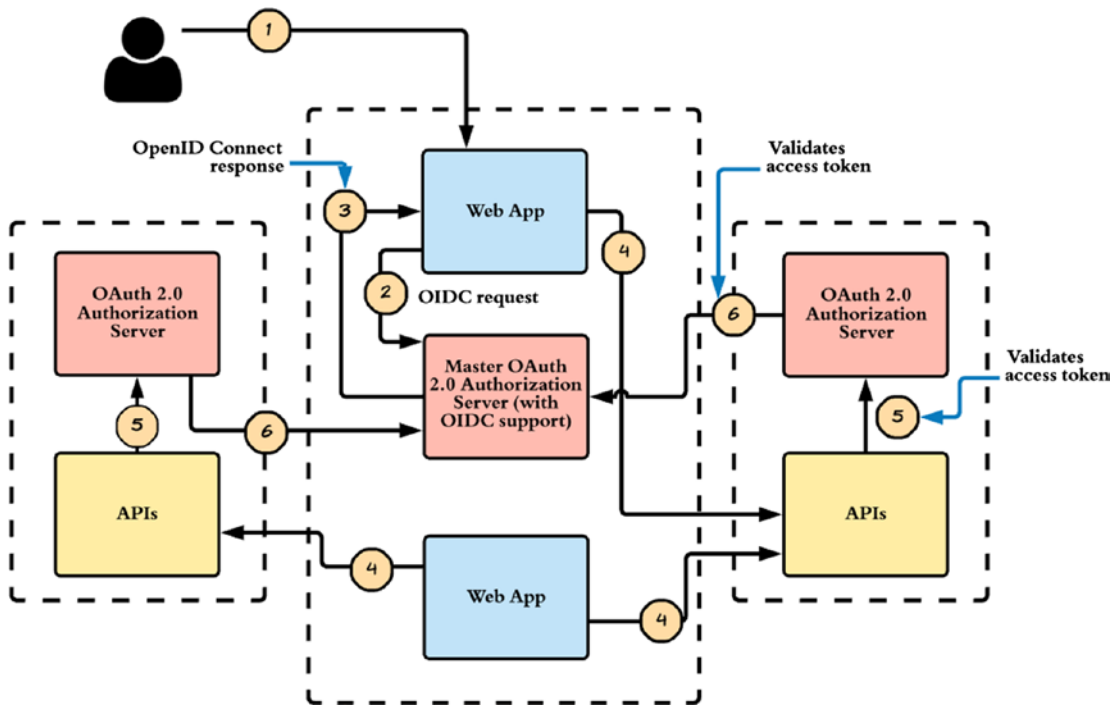 1
OpenID Connect
response
Validates
access token
Web App
3
4
2
OIDC request
OAuth 2.0
Authorization
Server
6
OAuth 2.0
Authorization
Server
Master OAuth
2.0 Authorization
Server (with
OIDC support)
Validates
access token
5
6
5
APIs
APIs
4
Web App
4